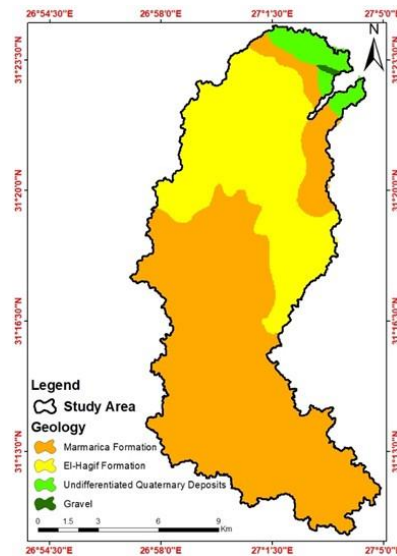 26°54'30"E 26°58'0"E 27°1'30"E 27°5'0"E
N
31°23'30"N
31°20'0"N
31°16'30"N
31°13'0"N
Legend
Study Area
Geology
Marmarica Formation
El-Hagif Formation
Undifferentiated Quaternary Deposits
Gravel
0 1.5 3 6 9
Km
26°54'30"E 26°58'0"E 27°1'30"E 27°5'0"E